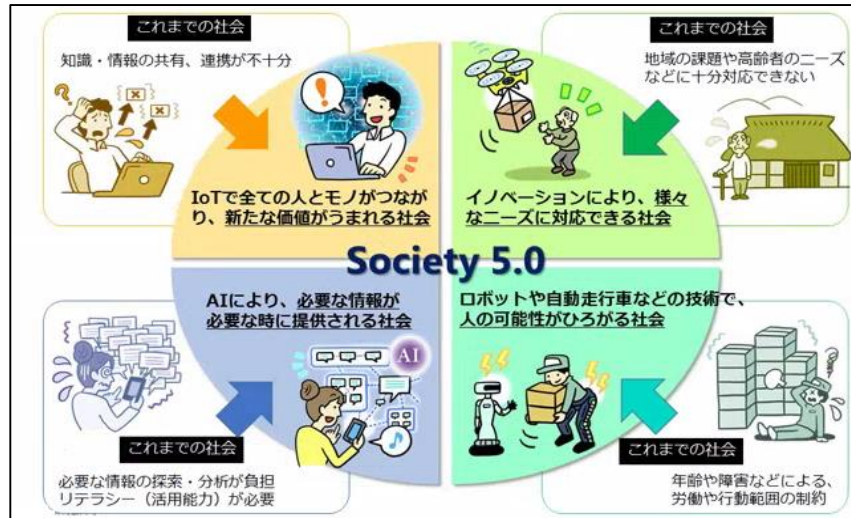 これまでの社会
知識・情報の共有、連携が不十分
IoTで全ての人とモノがつなが
り、新たな価値がうまれる社会
これまでの社会
地域の課題や高齢者のニーズ
などに十分対応できない
イノベーションにより、様々
なニーズに対応できる社会
Society 5.0
AIにより、必要な情報が
必要な時に提供される社会
AI
これまでの社会
必要な情報の探索・分析が負担
リテラシー（活用能力）が必要
ロボットや自動走行車などの技術で、
人の可能性がひろがる社会
これまでの社会
年齢や障害などによる、
労働や行動範囲の制約